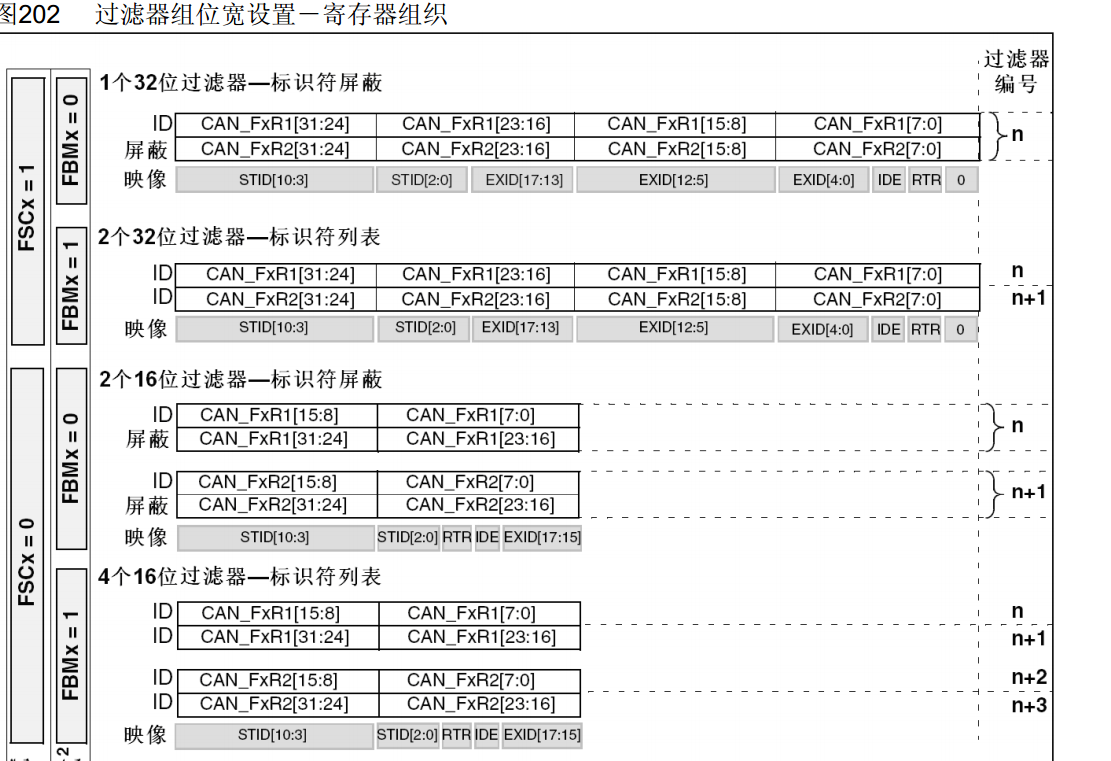 图202 过滤器组位宽设置－寄存器组织
过滤器
编号
FSCx = 1
FBMx = 0
1个32位过滤器—标识符屏蔽
ID CAN_FxR1[31:24] CAN_FxR1[23:16] CAN_FxR1[15:8] CAN_FxR1[7:0]
n
屏蔽 CAN_FxR2[31:24] CAN_FxR2[23:16] CAN_FxR2[15:8] CAN_FxR2[7:0]
映像 STID[10:3] STID[2:0] EXID[17:13] EXID[12:5] EXID[4:0] IDE RTR 0
FBMx = 1
2个32位过滤器—标识符列表
ID CAN_FxR1[31:24] CAN_FxR1[23:16] CAN_FxR1[15:8] CAN_FxR1[7:0] n
ID CAN_FxR2[31:24] CAN_FxR2[23:16] CAN_FxR2[15:8] CAN_FxR2[7:0] n+1
映像 STID[10:3] STID[2:0] EXID[17:13] EXID[12:5] EXID[4:0] IDE RTR 0
FSCx = 0
FBMx = 0
2个16位过滤器—标识符屏蔽
ID CAN_FxR1[15:8] CAN_FxR1[7:0]
n
屏蔽 CAN_FxR1[31:24] CAN_FxR1[23:16]
ID CAN_FxR2[15:8] CAN_FxR2[7:0]
n+1
屏蔽 CAN_FxR2[31:24] CAN_FxR2[23:16]
映像 STID[10:3] STID[2:0] RTR IDE EXID[17:15]
FBMx = 1
4个16位过滤器—标识符列表
ID CAN_FxR1[15:8] CAN_FxR1[7:0] n
ID CAN_FxR1[31:24] CAN_FxR1[23:16] n+1
ID CAN_FxR2[15:8] CAN_FxR2[7:0] n+2
ID CAN_FxR2[31:24] CAN_FxR2[23:16] n+3
映像 STID[10:3] STID[2:0] RTR IDE EXID[17:15]
2